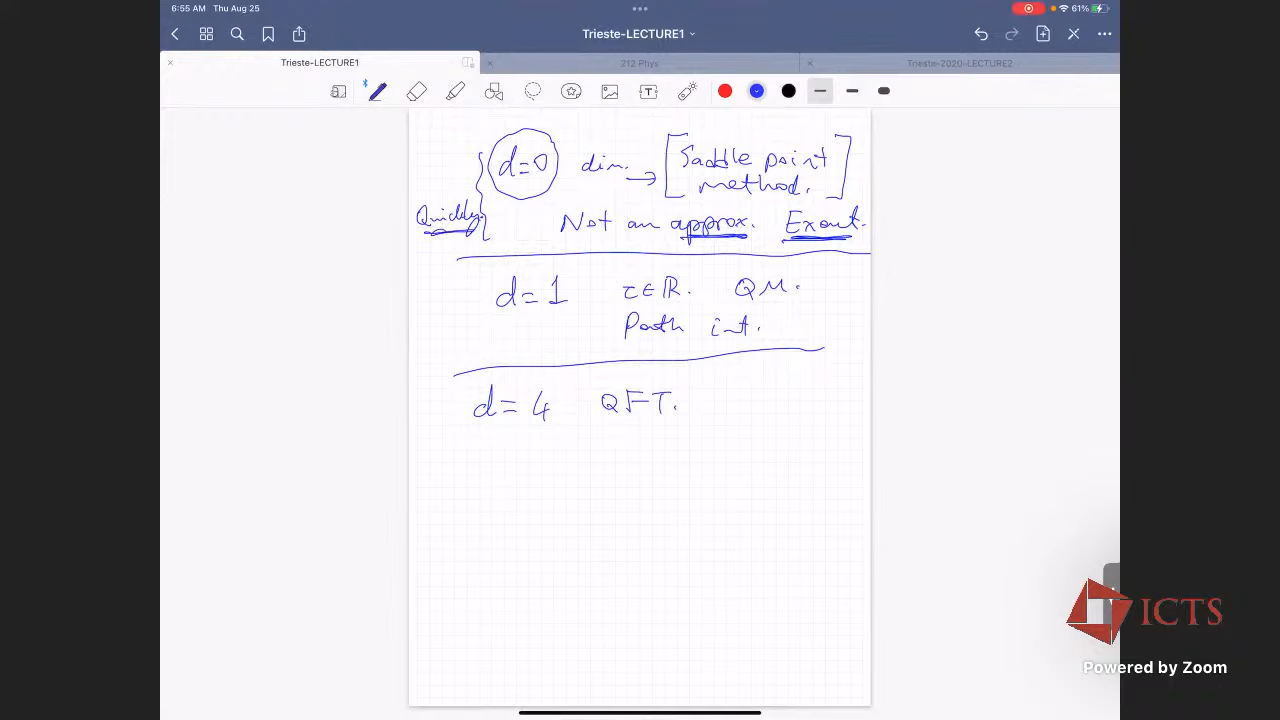 6:55 AM Thu Aug 25
61%
Trieste-LECTURE1
Trieste-LECTURE1
212 Phys
Trieste-2020-LECTURE2
d=0 dim. → [Saddle point
method.]
Quickly
Not an approx. Exact.
d=1 τ∈ℝ. QM.
Path int.
d=4 QFT.
ICTS
Powered by Zoom